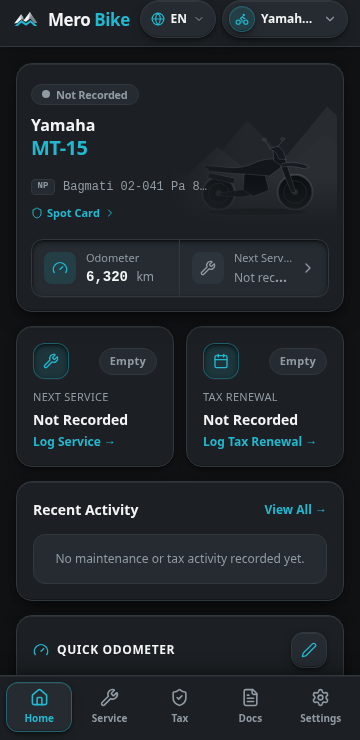 Mero Bike
EN
Yamah...
Not Recorded
Yamaha
MT-15
NP Bagmati 02-041 Pa 8...
Spot Card
Odometer
6,320 km
Next Serv...
Not rec...
Empty
NEXT SERVICE
Not Recorded
Log Service →
Empty
TAX RENEWAL
Not Recorded
Log Tax Renewal →
Recent Activity
View All →
No maintenance or tax activity recorded yet.
QUICK ODOMETER
Home
Service
Tax
Docs
Settings